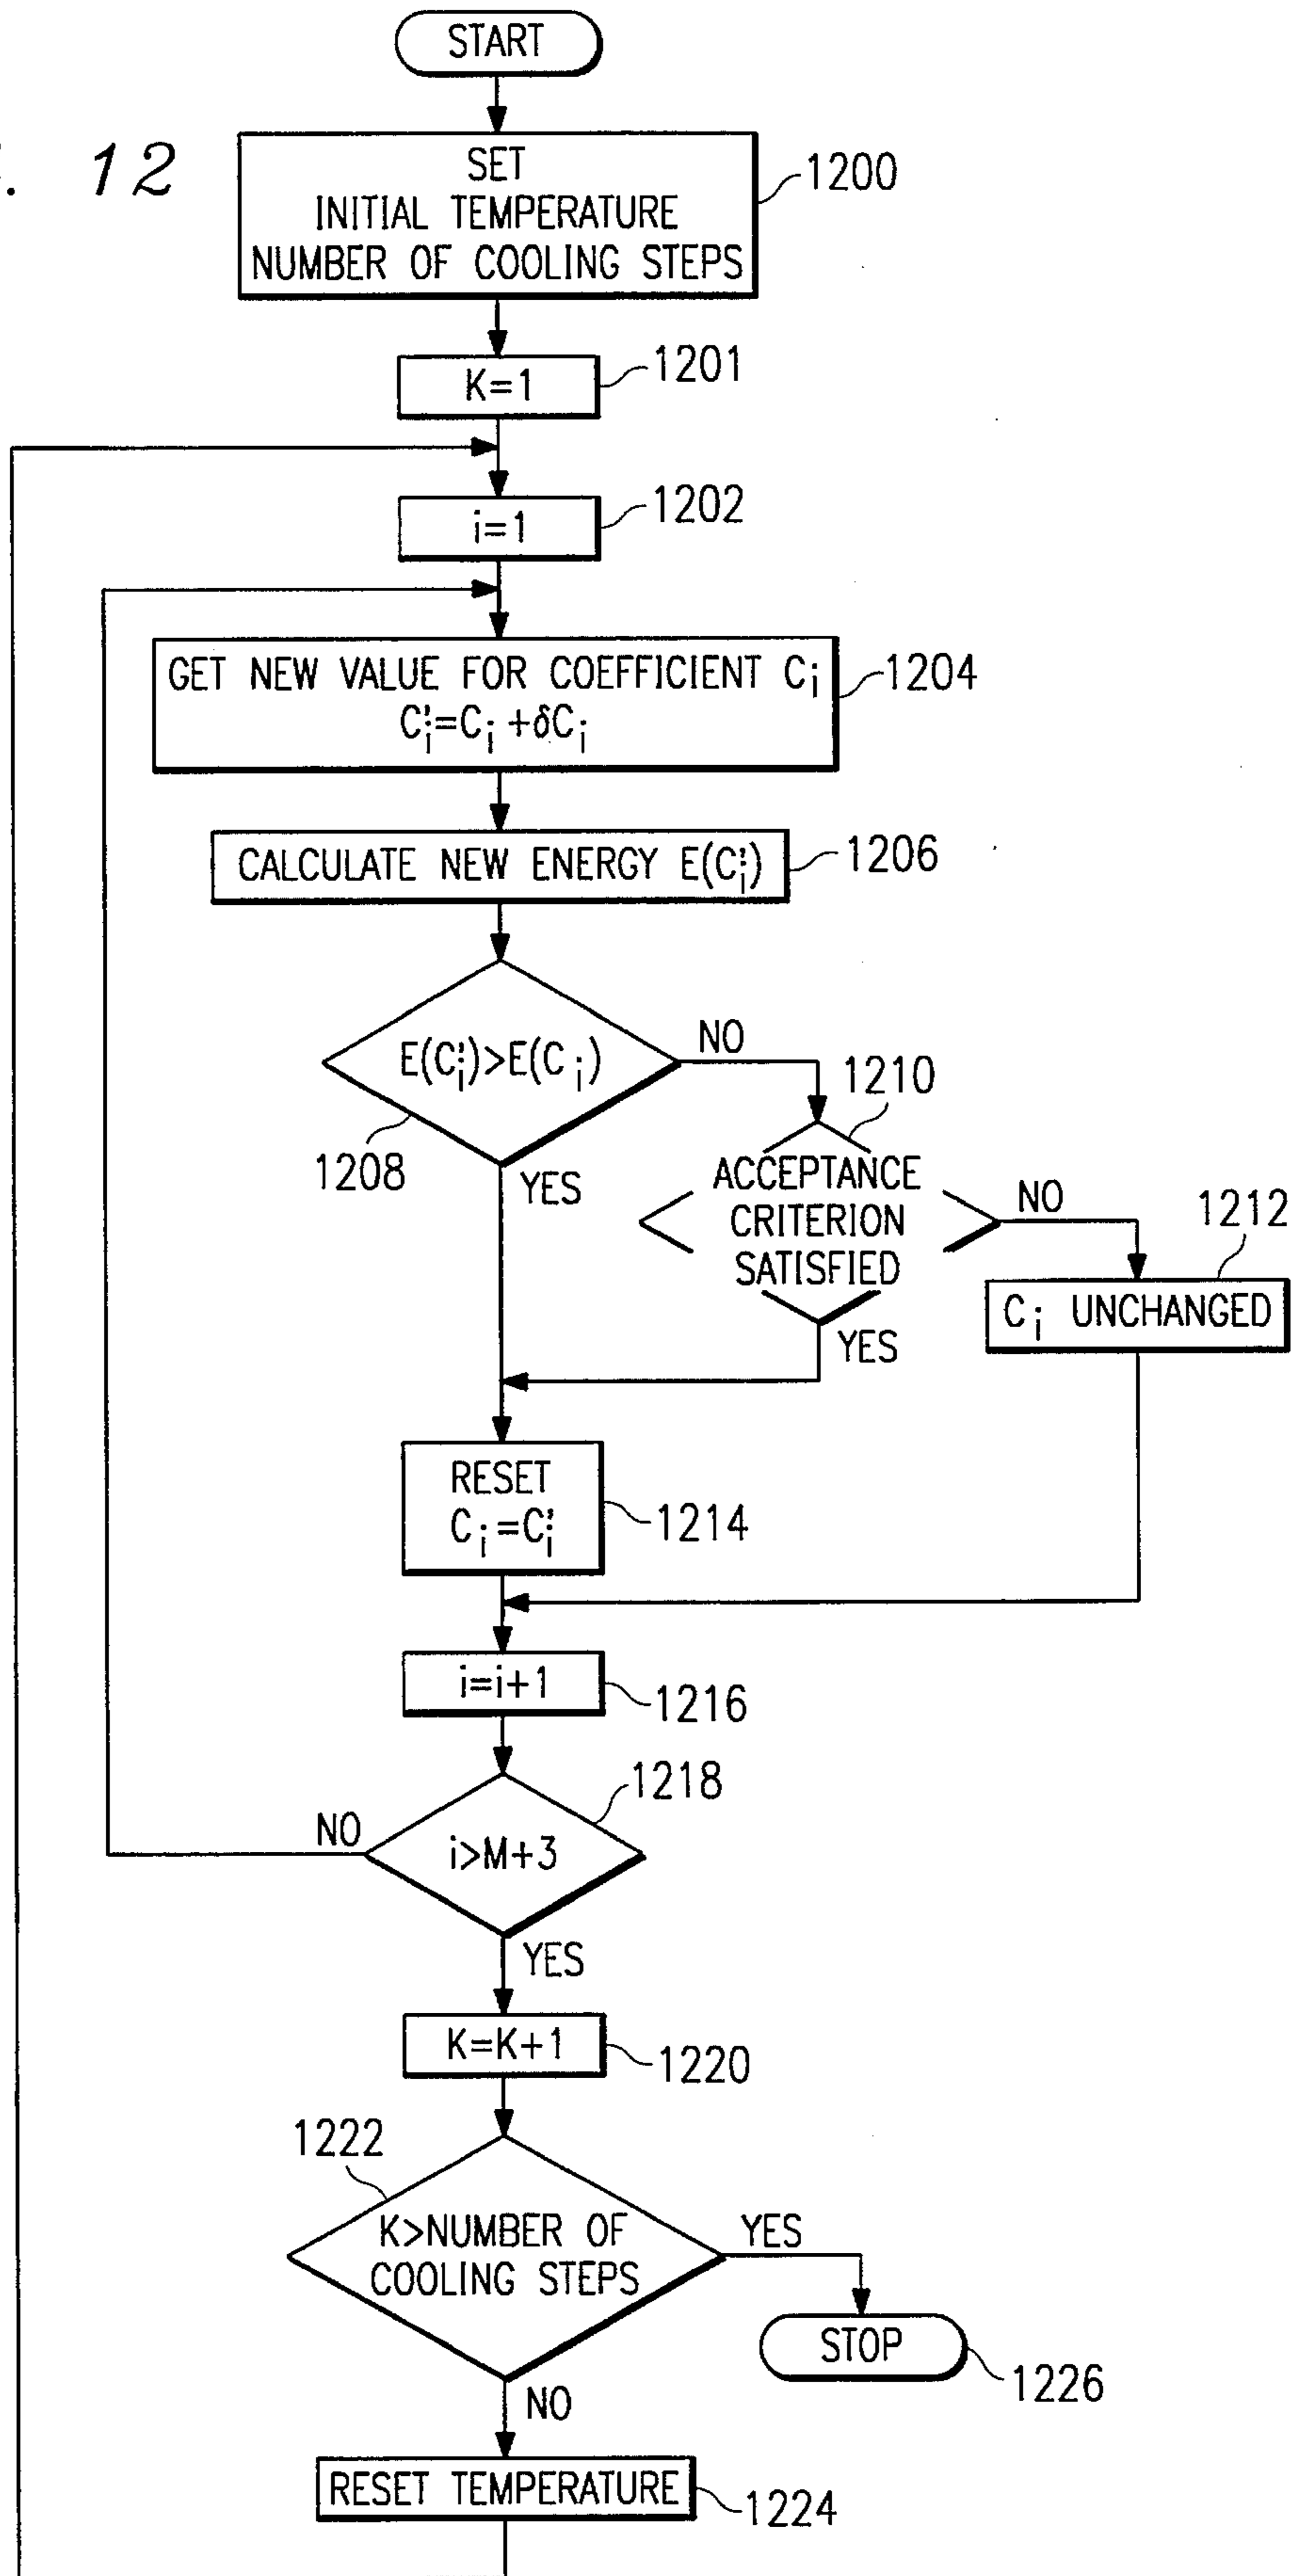 . 12
START
SET
INITIAL TEMPERATURE
NUMBER OF COOLING STEPS
1200
K=1
1201
i=1
1202
GET NEW VALUE FOR COEFFICIENT Ci
C'i=Ci+δCi
1204
CALCULATE NEW ENERGY E(C'i)
1206
E(C'i)>E(Ci)
NO
1208
YES
1210
ACCEPTANCE
CRITERION
SATISFIED
NO
YES
1212
Ci UNCHANGED
RESET
Ci=C'i
1214
i=i+1
1216
1218
NO
i>M+3
YES
K=K+1
1220
1222
K>NUMBER OF
COOLING STEPS
YES
STOP
1226
NO
RESET TEMPERATURE
1224